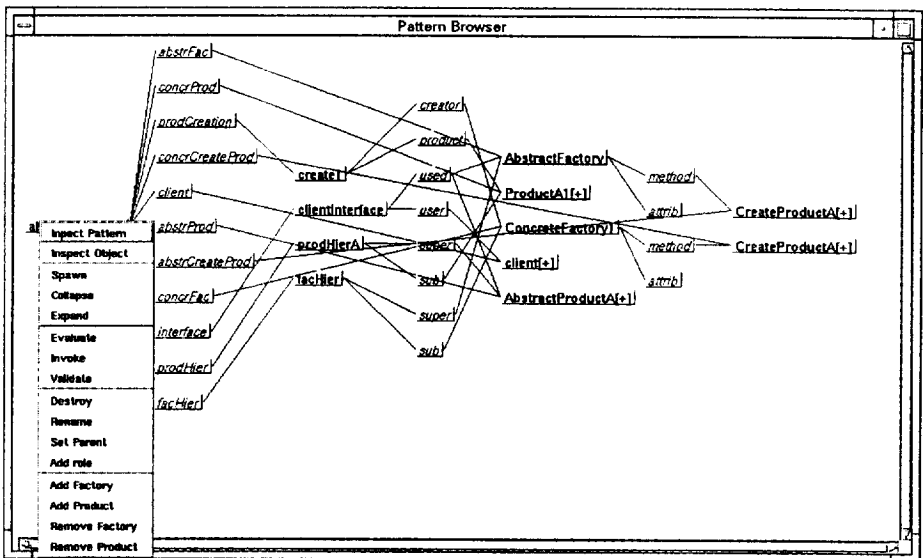 Pattern Browser
abstrFac
concrProd
prodCreation
concrCreateProd
client
abstrProd
abstrCreateProd
concrFac
interface
prodHier
facHier
create1
clientInterface
prodHierA
facHier
creator
product
used
user
super
sub
super
sub
AbstractFactory
ProductA1[+]
ConcreteFactory1
client[+]
AbstractProductA[+]
method
attrib
method
attrib
CreateProductA[+]
CreateProductA[+]
Inpect Pattern
Inspect Object
Spawn
Collapse
Expand
Evaluate
Invoke
Validate
Destroy
Rename
Set Parent
Add role
Add Factory
Add Product
Remove Factory
Remove Product